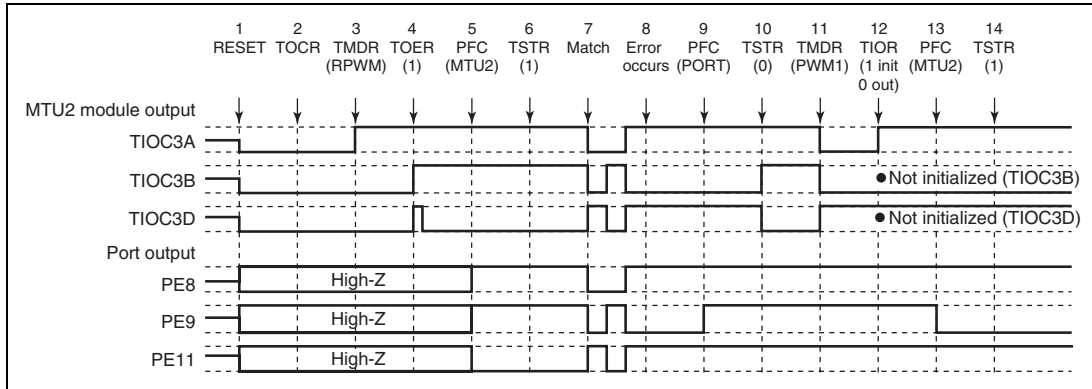 1 2 3 4 5 6 7 8 9 10 11 12 13 14
RESET TOCR TMDR TOER PFC TSTR Match Error PFC TSTR TMDR TIOR PFC TSTR
(RPWM) (1) (MTU2) (1) occurs (PORT) (0) (PWM1) (1 init (MTU2) (1)
0 out)
MTU2 module output
TIOC3A
TIOC3B
• Not initialized (TIOC3B)
TIOC3D
• Not initialized (TIOC3D)
Port output
PE8
High-Z
PE9
High-Z
PE11
High-Z